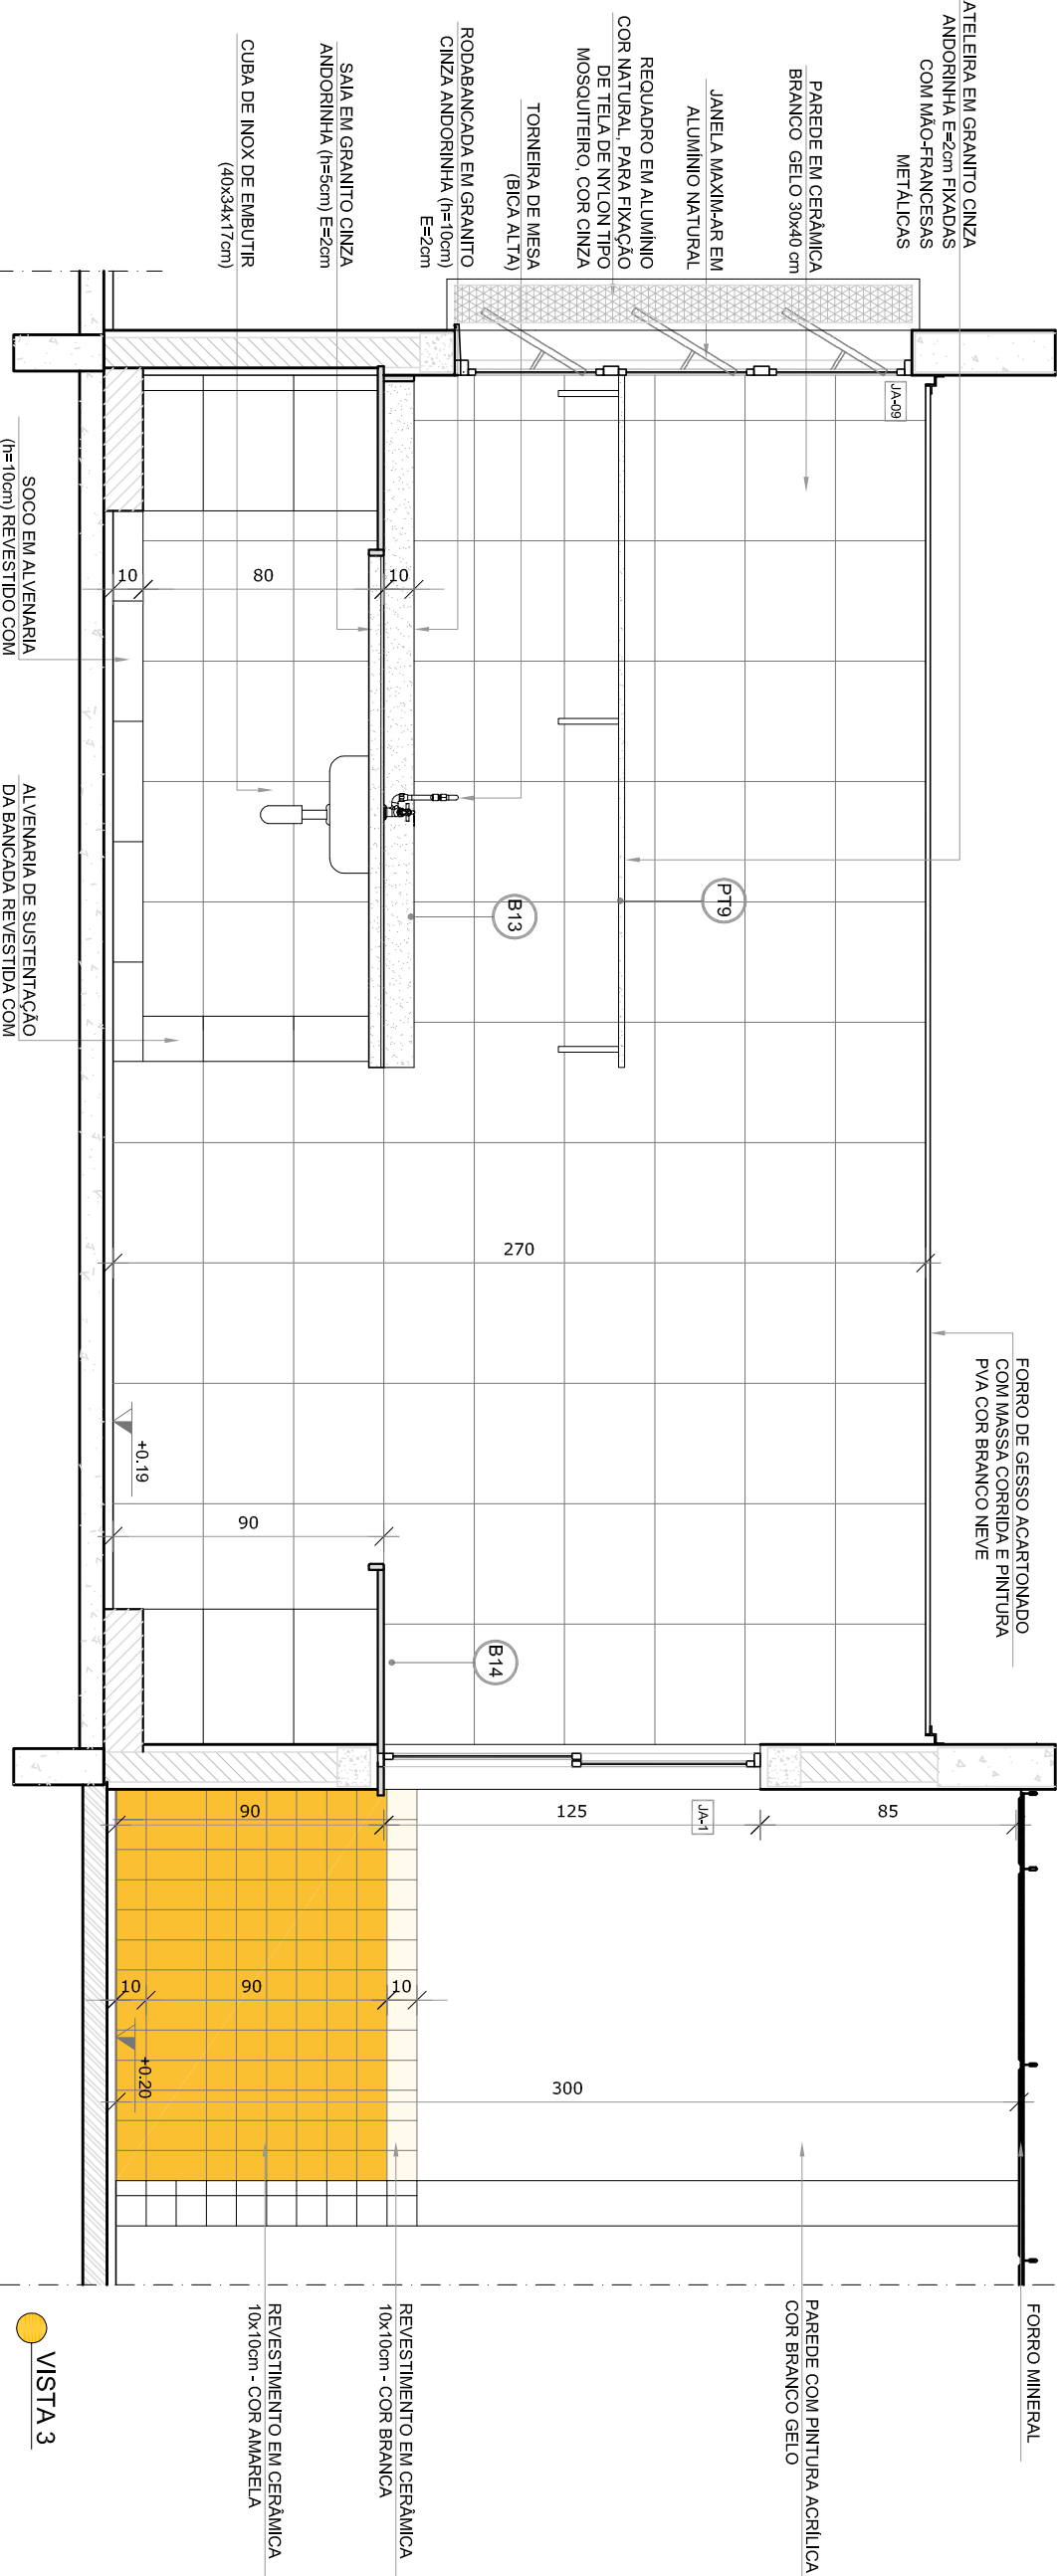 ATELEIRA EM GRANITO CINZA
ANDORINHA E=2cm FIXADAS
COM MÃO-FRANCESAS
METÁLICAS
PAREDE EM CERÂMICA
BRANCO GELO 30x40 cm
JANELA MAXIM-AR EM
ALUMÍNIO NATURAL
REQUADRO EM ALUMÍNIO
COR NATURAL, PARA FIXAÇÃO
DE TELA DE NYLON TIPO
MOSQUITEIRO, COR CINZA
TORNEIRA DE MESA
(BICA ALTA)
RODABANCADA EM GRANITO
CINZA ANDORINHA (h=10cm)
E=2cm
SAIA EM GRANITO CINZA
ANDORINHA (h=5cm) E=2cm
CUBA DE INOX DE EMBUTIR
(40x34x17cm)
JA-09
FORRO DE GESSO ACARTONADO
COM MASSA CORRIDA E PINTURA
PVA COR BRANCO NEVE
PT9
B13
B14
10
80
10
270
+0.19
90
JA-1
90
125
85
10
90
10
+0.20
300
FORRO MINERAL
PAREDE COM PINTURA ACRÍLICA
COR BRANCO GELO
REVESTIMENTO EM CERÂMICA
10x10cm - COR BRANCA
REVESTIMENTO EM CERÂMICA
10x10cm - COR AMARELA
SOCO EM ALVENARIA
(h=10cm) REVESTIDO COM
ALVENARIA DE SUSTENTAÇÃO
DA BANCADA REVESTIDA COM
VISTA 3